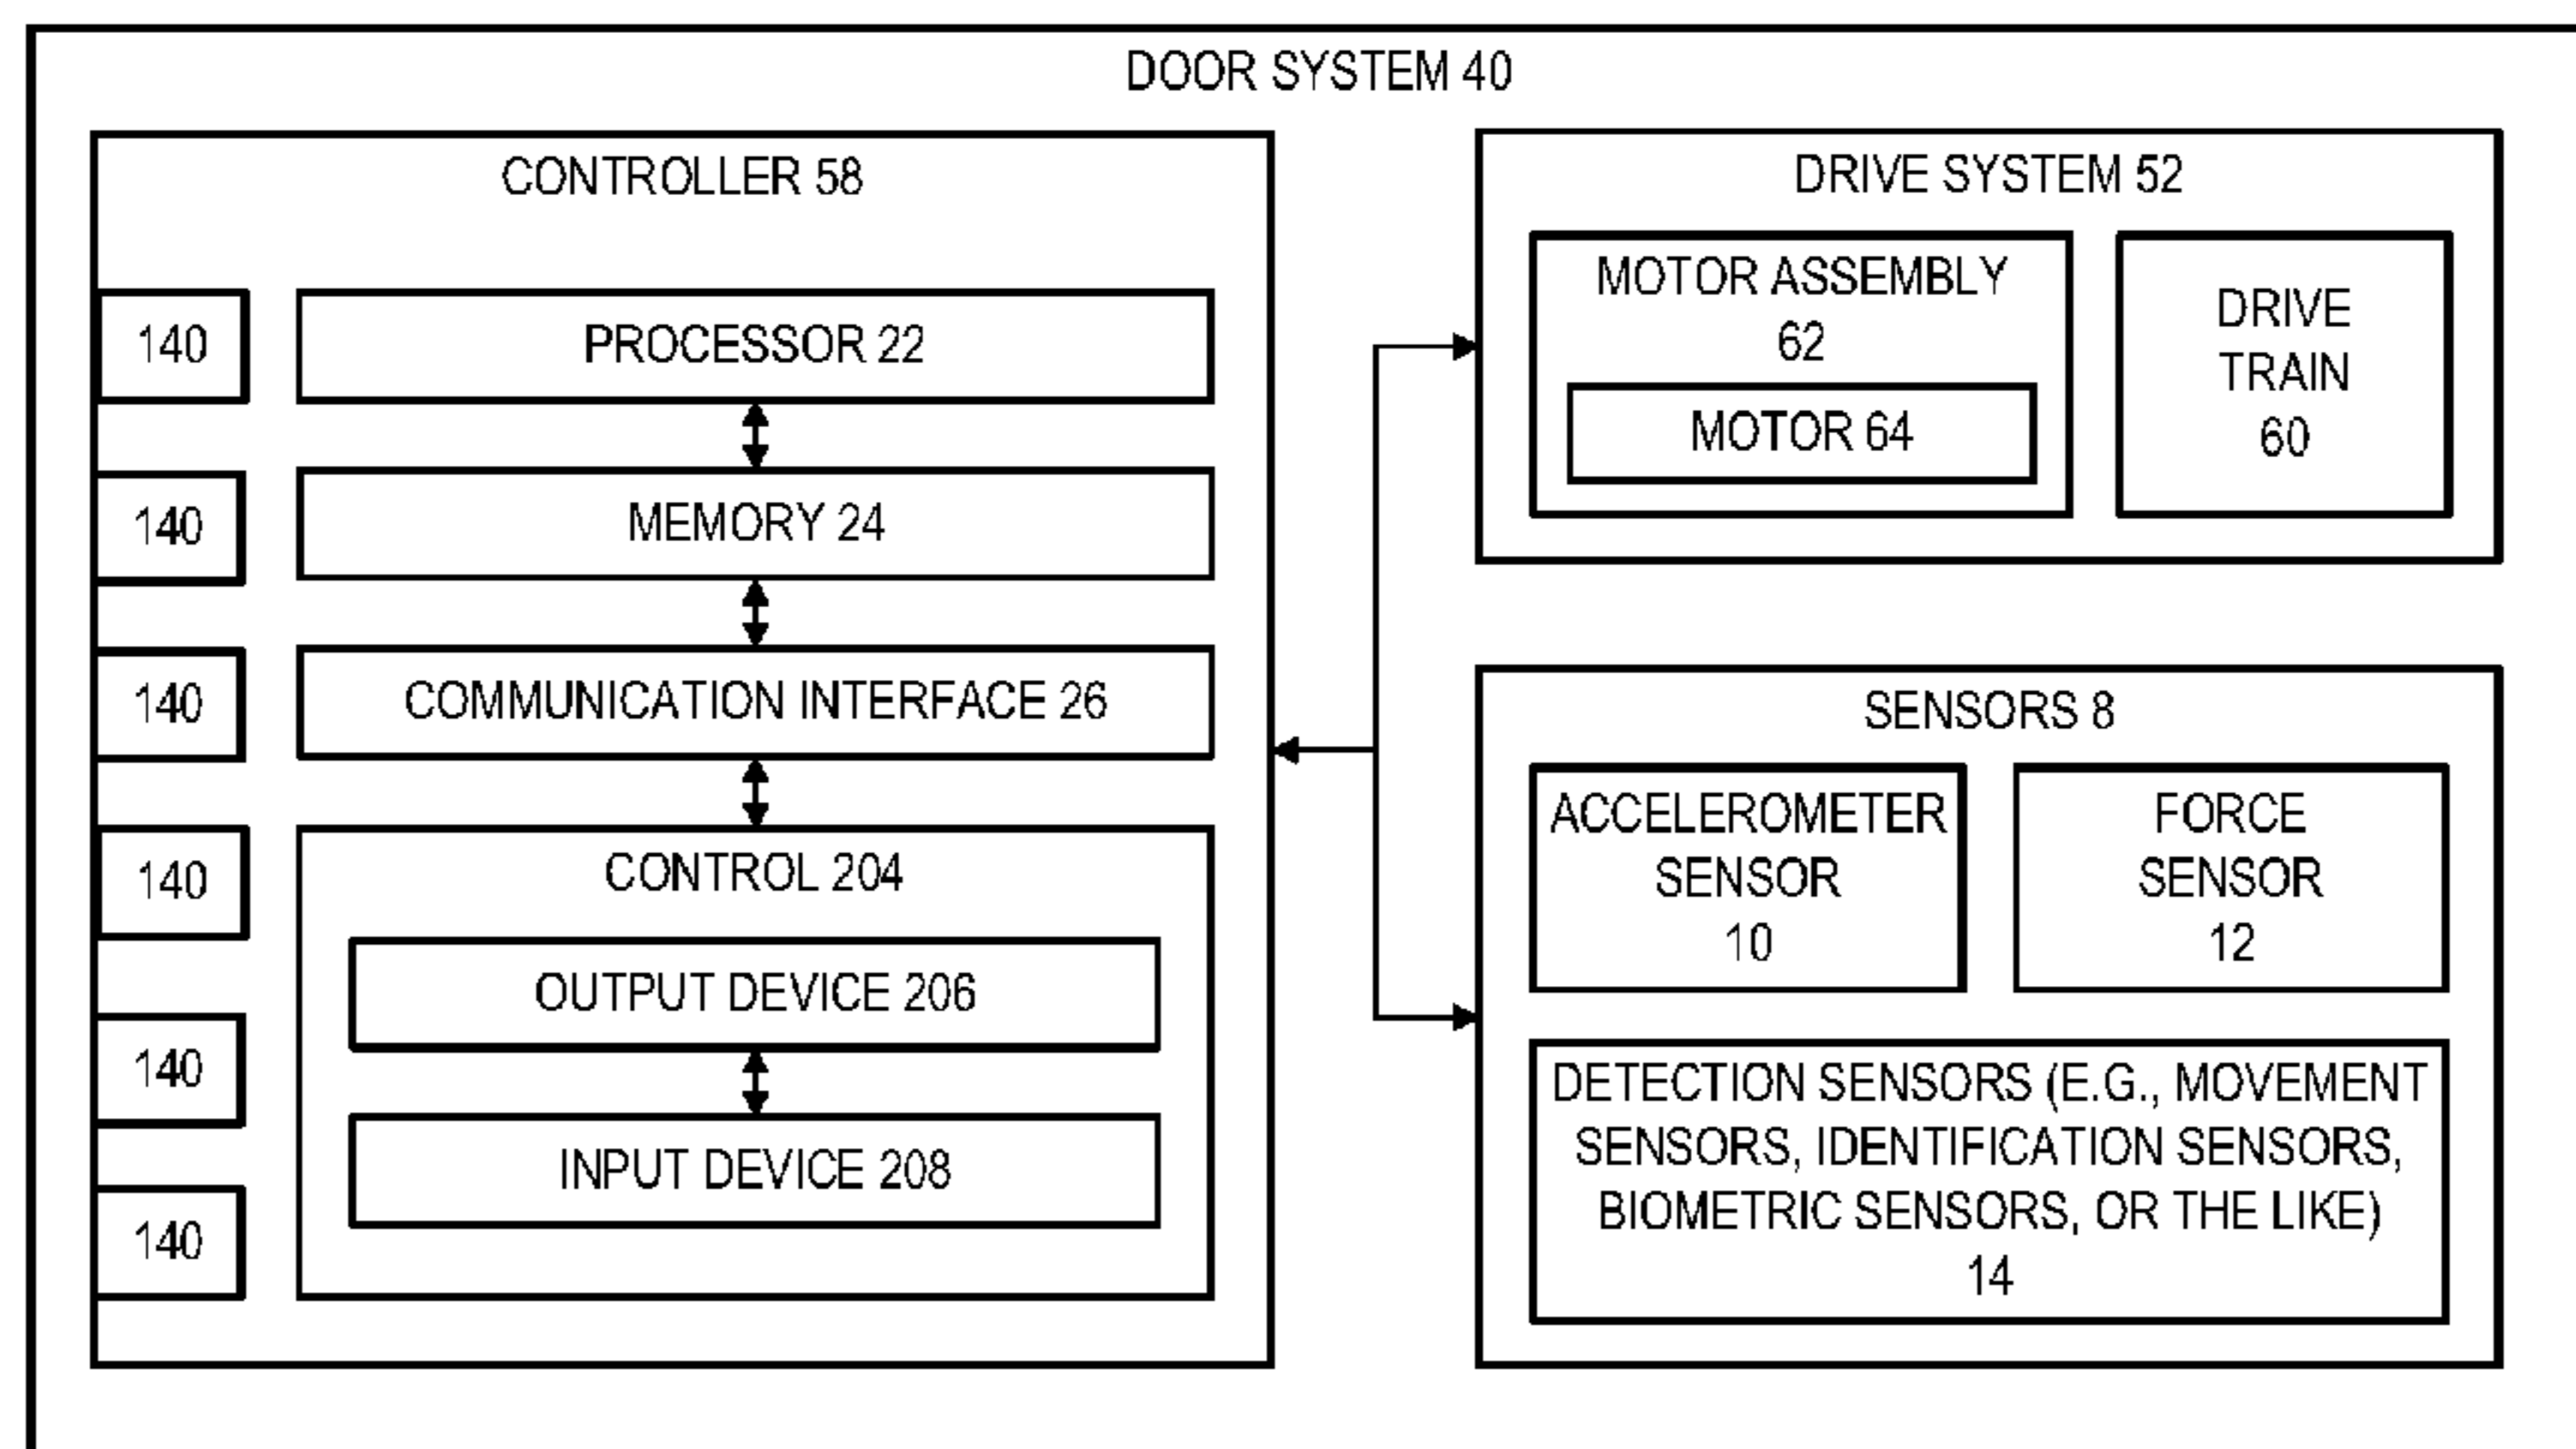 DOOR SYSTEM 40
CONTROLLER 58
140
PROCESSOR 22
140
MEMORY 24
140
COMMUNICATION INTERFACE 26
140
CONTROL 204
OUTPUT DEVICE 206
140
INPUT DEVICE 208
140
DRIVE SYSTEM 52
MOTOR ASSEMBLY
62
MOTOR 64
DRIVE
TRAIN
60
SENSORS 8
ACCELEROMETER
SENSOR
10
FORCE
SENSOR
12
DETECTION SENSORS (E.G., MOVEMENT
SENSORS, IDENTIFICATION SENSORS,
BIOMETRIC SENSORS, OR THE LIKE)
14